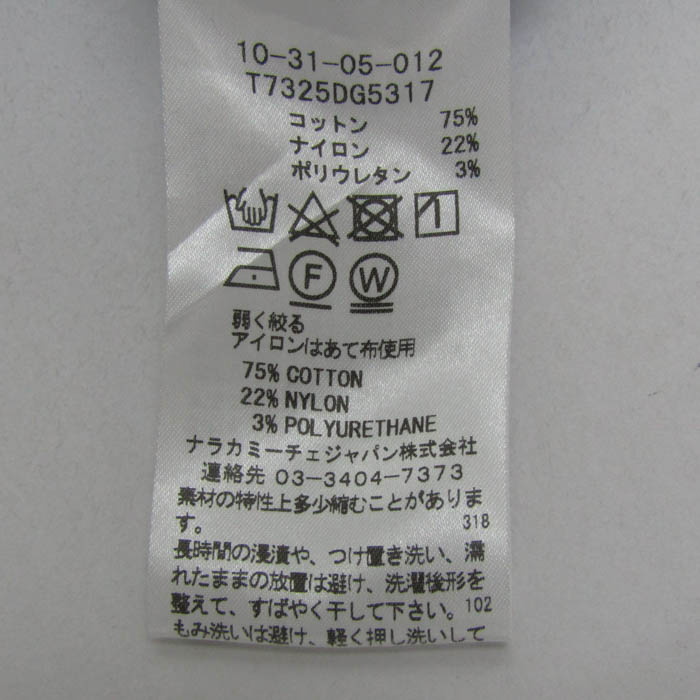 10-31-05-012
T7325DG5317
コットン 75%
ナイロン 22%
ポリウレタン 3%
F W
弱く絞る
アイロンはあて布使用
75% COTTON
22% NYLON
3% POLYURETHANE
ナラカミーチェジャパン株式会社
連絡先 03-3404-7373
素材の特性上多少縮むことがありま
す。 318
長時間の浸漬や、つけ置き洗い、濡
れたままの放置は避け、洗濯後形を
整えて、すばやく干して下さい。102
もみ洗いは避け、軽く押し洗いして